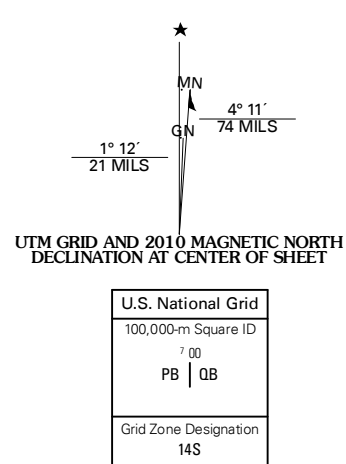 ★
MN
4° 11´
74 MILS
GN
1° 12´
21 MILS
UTM GRID AND 2010 MAGNETIC NORTH
DECLINATION AT CENTER OF SHEET
U.S. National Grid
100,000-m Square ID
7 00
PB QB
Grid Zone Designation
14S